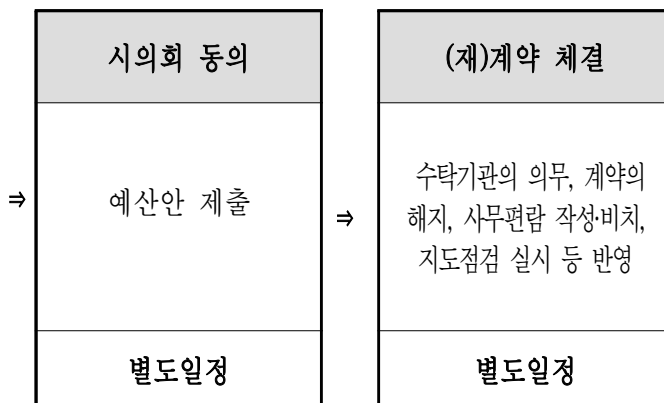 시의회 동의
⇒
예산안 제출
별도일정
(재)계약 체결
⇒
수탁기관의 의무, 계약의
해지, 사무편람 작성·비치,
지도점검 실시 등 반영
별도일정